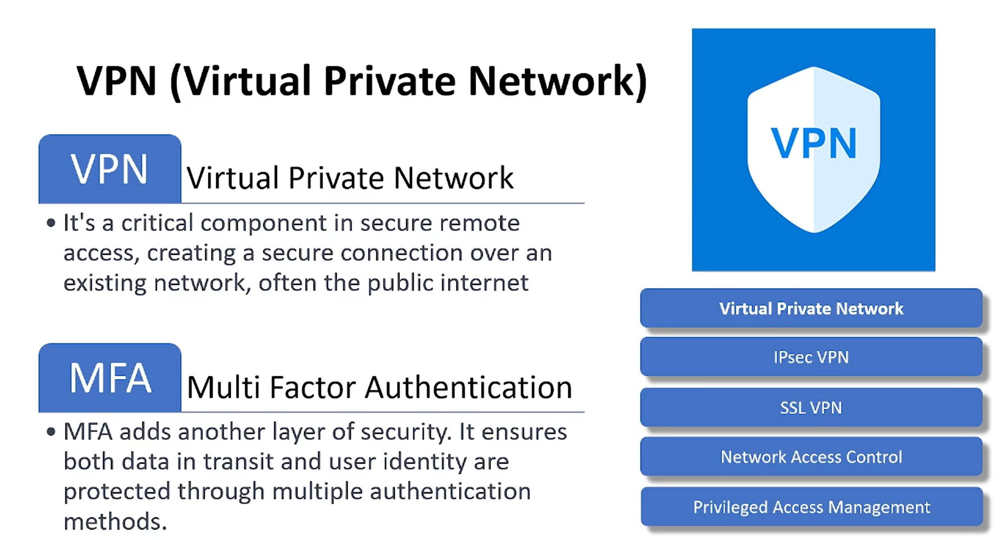 VPN (Virtual Private Network)
VPN
VPN
Virtual Private Network
• It's a critical component in secure remote
access, creating a secure connection over an
existing network, often the public internet
MFA
Multi Factor Authentication
• MFA adds another layer of security. It ensures
both data in transit and user identity are
protected through multiple authentication
methods.
Virtual Private Network
IPsec VPN
SSL VPN
Network Access Control
Privileged Access Management